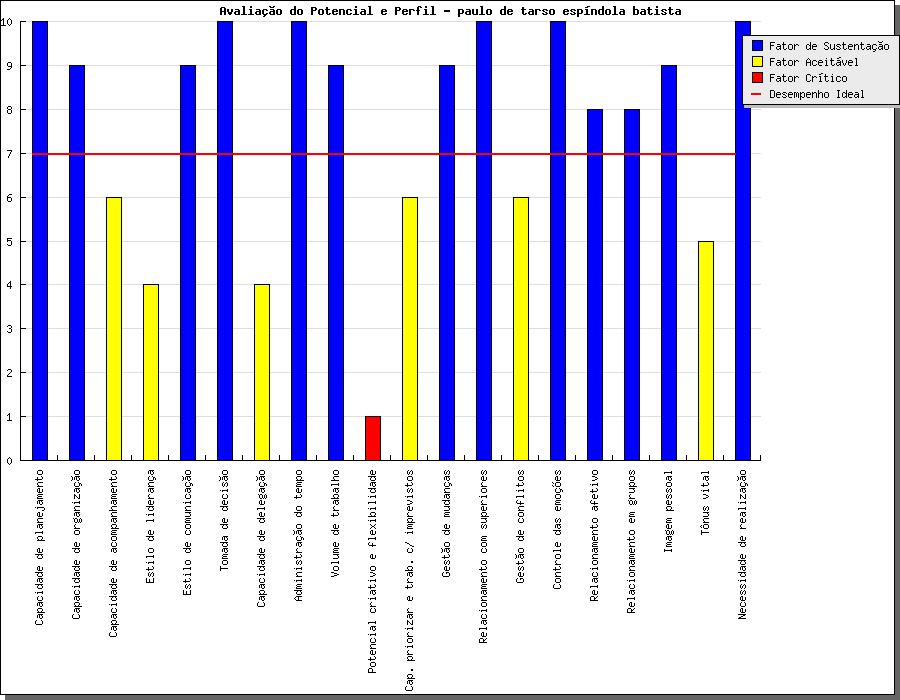 Avaliação do Potencial e Perfil - paulo de tarso espíndola batista
Fator de Sustentação
Fator Aceitável
Fator Crítico
Desempenho Ideal
10
9
8
7
6
5
4
3
2
1
0
Capacidade de planejamento
Capacidade de organização
Capacidade de acompanhamento
Estilo de liderança
Estilo de comunicação
Tomada de decisão
Capacidade de delegação
Administração do tempo
Volume de trabalho
Potencial criativo e flexibilidade
Cap. priorizar e trab. c/ imprevistos
Gestão de mudanças
Relacionamento com superiores
Gestão de conflitos
Controle das emoções
Relacionamento afetivo
Relacionamento em grupos
Imagem pessoal
Tônus vital
Necessidade de realização